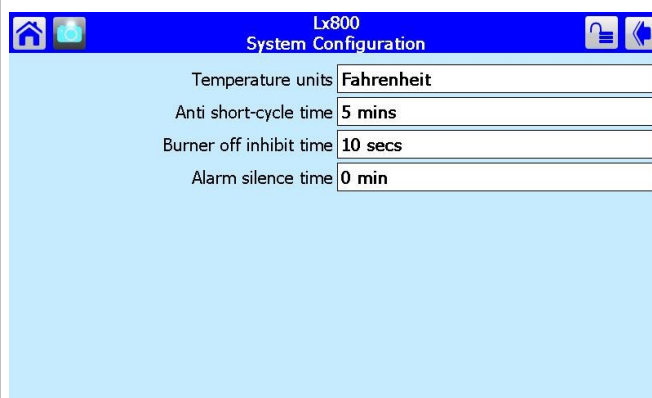 Lx800
System Configuration
Temperature units Fahrenheit
Anti short-cycle time 5 mins
Burner off inhibit time 10 secs
Alarm silence time 0 min